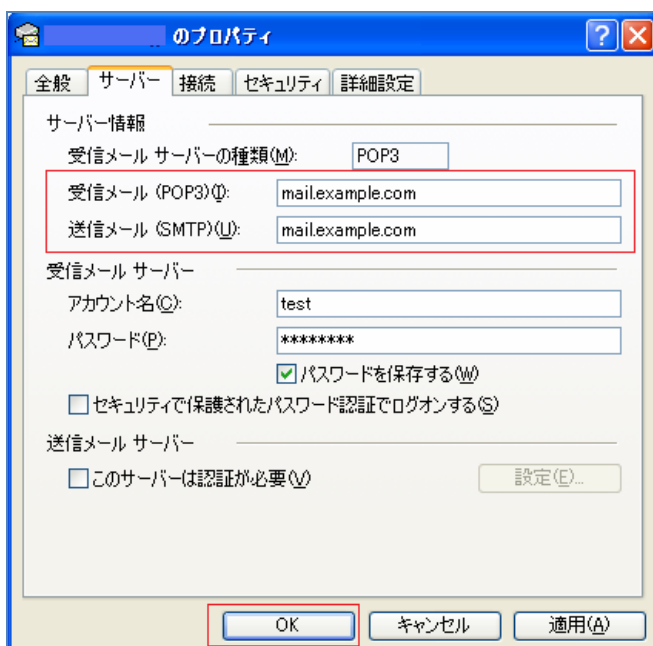 のプロパティ
全般 サーバー 接続 セキュリティ 詳細設定
サーバー情報
受信メール サーバーの種類(M): POP3
受信メール (POP3)(I): mail.example.com
送信メール (SMTP)(U): mail.example.com
受信メール サーバー
アカウント名(C): test
パスワード(P): ********
パスワードを保存する(W)
セキュリティで保護されたパスワード認証でログオンする(S)
送信メール サーバー
このサーバーは認証が必要(V) 設定(E)...
OK キャンセル 適用(A)